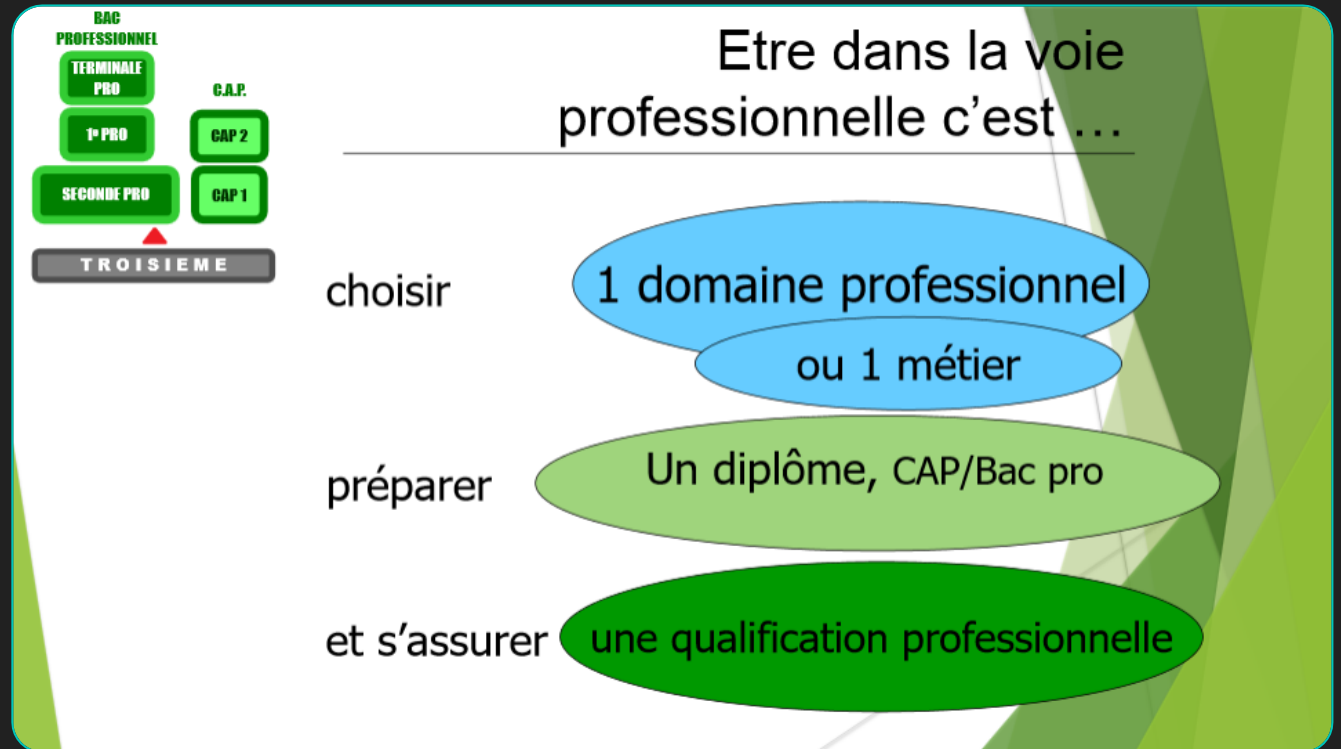 BAC
PROFESSIONNEL
TERMINALE
PRO
1e PRO
SECONDE PRO
C.A.P.
CAP 2
CAP 1
TROISIEME
Etre dans la voie
professionnelle c’est …
choisir
1 domaine professionnel
ou 1 métier
préparer
Un diplôme, CAP/Bac pro
et s’assurer
une qualification professionnelle